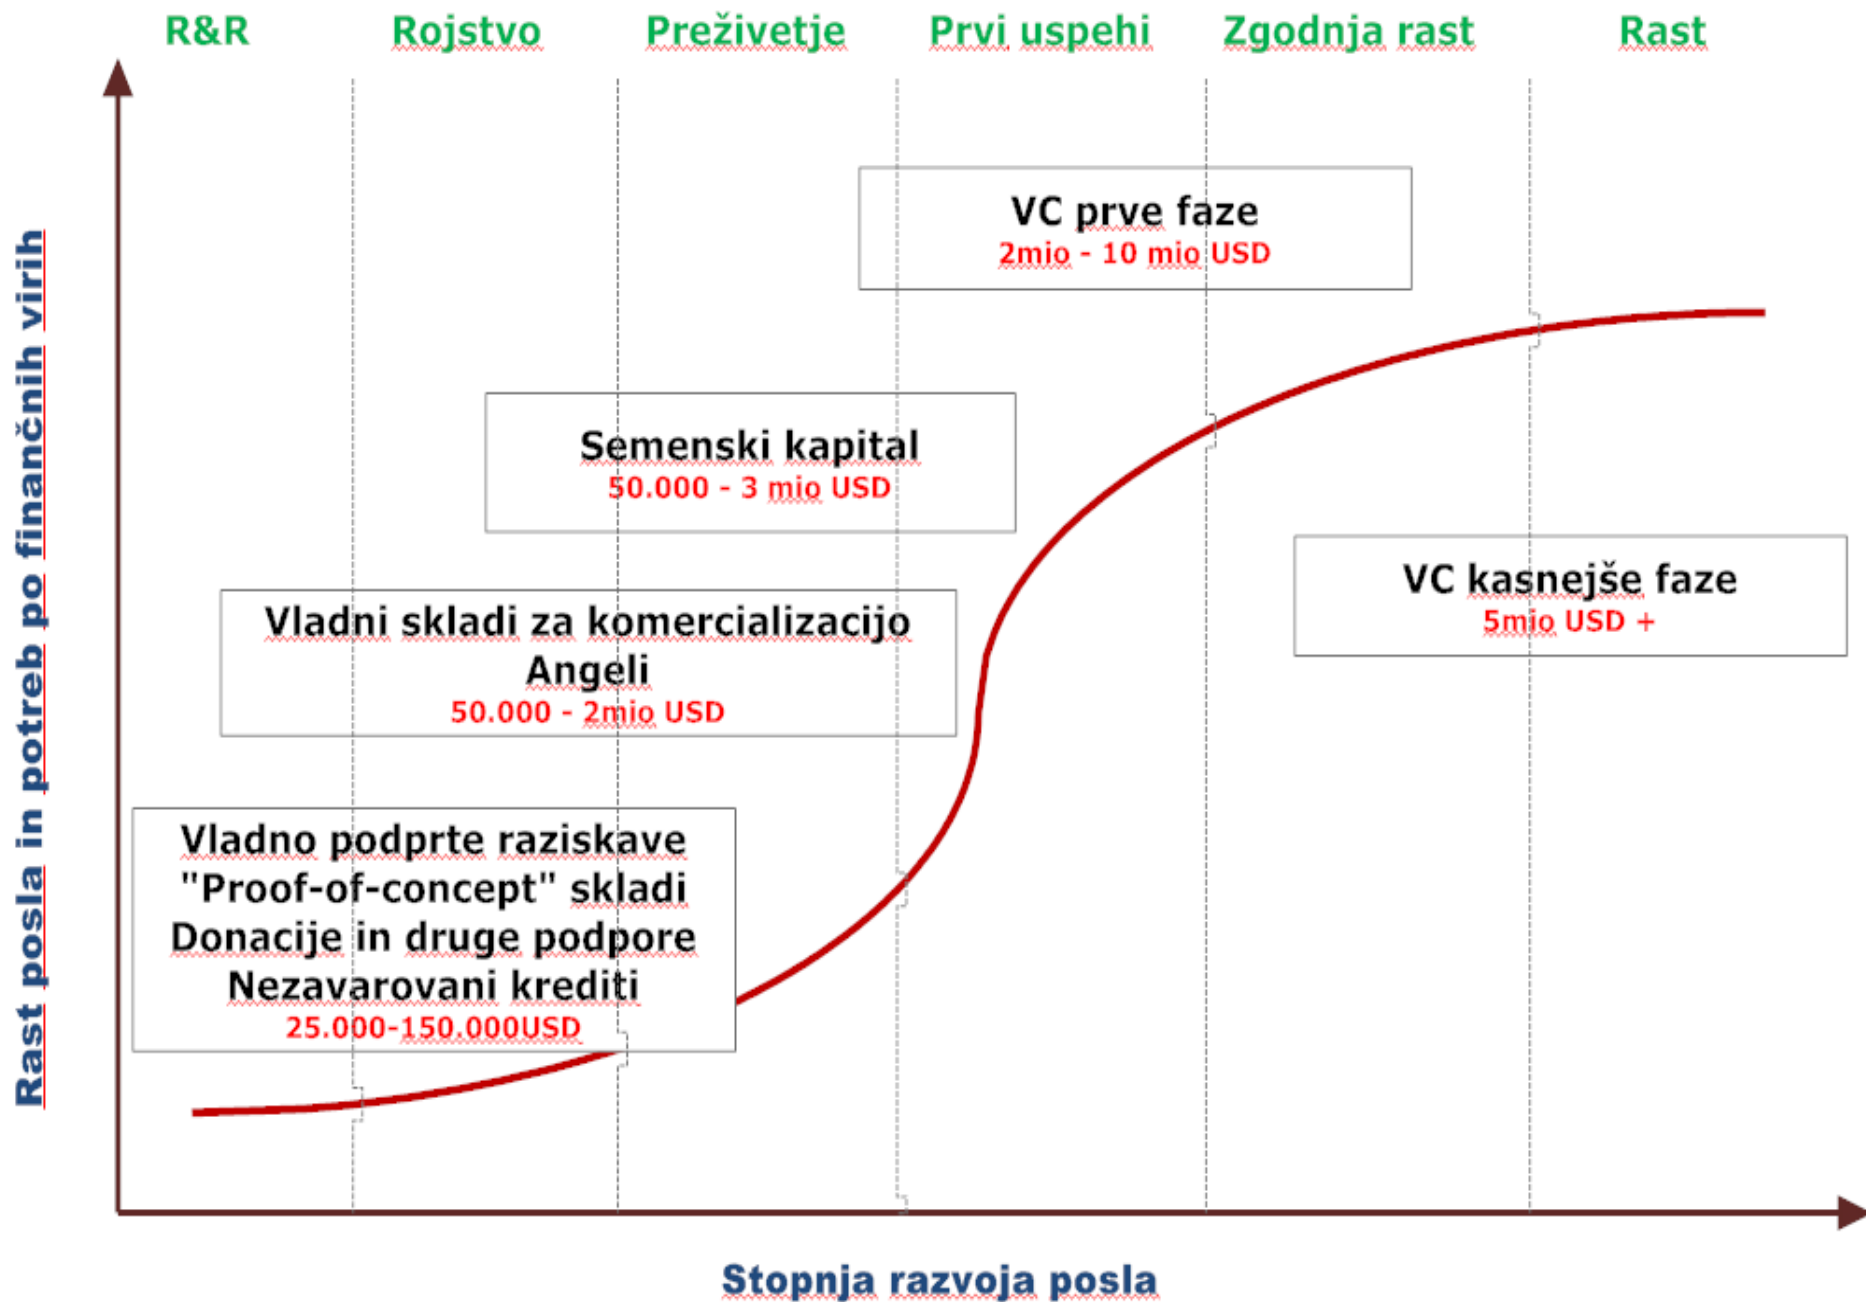 R&R
Rojstvo
Preživetje
Prvi uspehi
Zgodnja rast
Rast
Rast posla in potreb po finančnih virih
VC prve faze
2mio - 10 mio USD
Semenski kapital
50.000 - 3 mio USD
VC kasnejše faze
5mio USD +
Vladni skladi za komercializacijo
Angeli
50.000 - 2mio USD
Vladno podprte raziskave
"Proof-of-concept" skladi
Donacije in druge podpore
Nezavarovani krediti
25.000-150.000USD
Stopnja razvoja posla